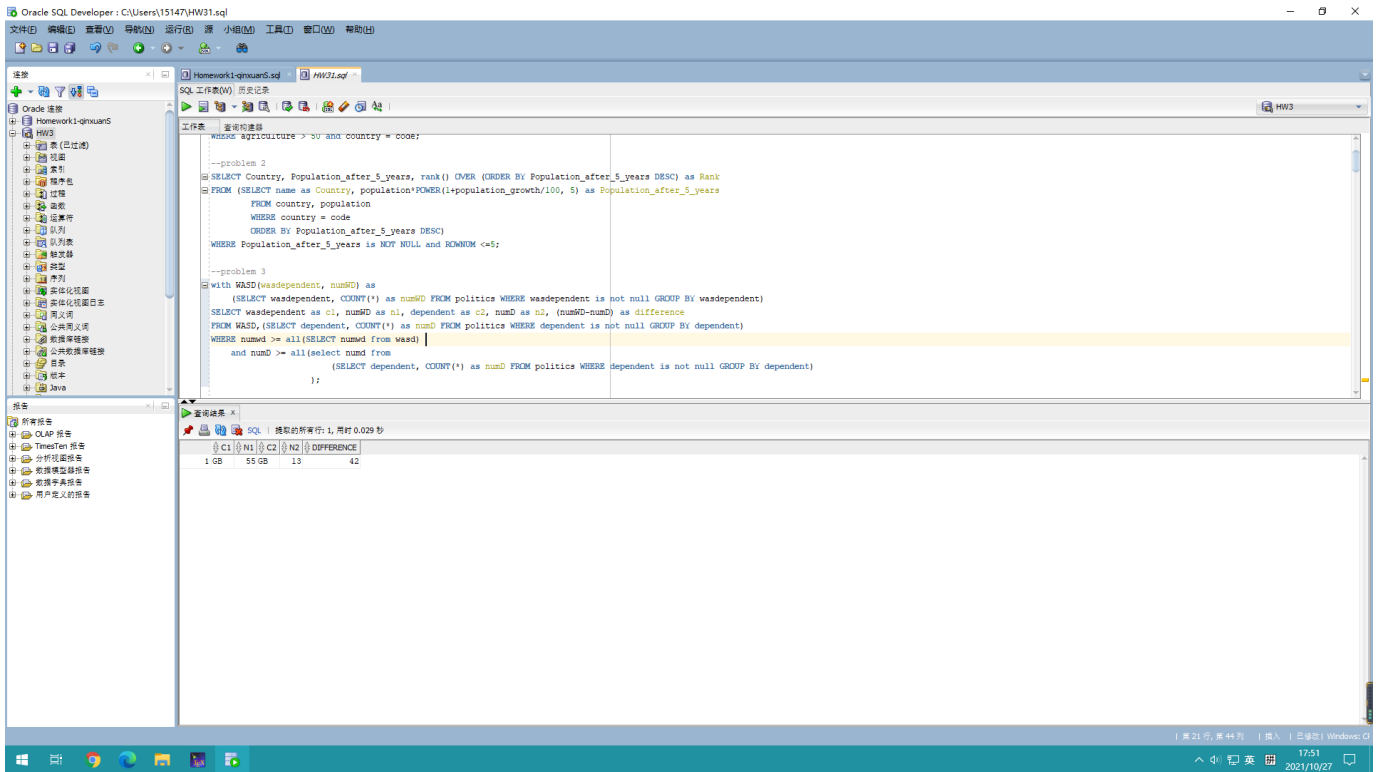 Oracle SQL Developer : C:\Users\15147\HW31.sql
文件(F) 编辑(E) 查看(V) 导航(N) 运行(R) 源 小组(M) 工具(T) 窗口(W) 帮助(H)
连接
Homework1-qinxuanS.sql
HW31.sql
SQL 工作表(W) 历史记录
HW3
Oracle 连接
Homework1-qinxuanS
HW3
表 (已过滤)
视图
索引
程序包
过程
函数
运算符
队列
队列表
触发器
类型
序列
实体化视图
实体化视图日志
同义词
公共同义词
数据库链接
公共数据库链接
目录
版本
Java
工作表 查询构建器
WHERE agriculture > 50 and country = code;
--problem 2
SELECT Country, Population_after_5_years, rank() OVER (ORDER BY Population_after_5_years DESC) as Rank
FROM (SELECT name as Country, population*POWER(1+population_growth/100, 5) as Population_after_5_years
FROM country, population
WHERE country = code
ORDER BY Population_after_5_years DESC)
WHERE Population_after_5_years is NOT NULL and ROWNUM <=5;
--problem 3
with WASD(wasdependent, numWD) as
(SELECT wasdependent, COUNT(*) as numWD FROM politics WHERE wasdependent is not null GROUP BY wasdependent)
SELECT wasdependent as c1, numWD as n1, dependent as c2, numD as n2, (numWD-numD) as difference
FROM WASD,(SELECT dependent, COUNT(*) as numD FROM politics WHERE dependent is not null GROUP BY dependent)
WHERE numwd >= all(SELECT numwd from wasd)
and numD >= all(select numd from
(SELECT dependent, COUNT(*) as numD FROM politics WHERE dependent is not null GROUP BY dependent)
);
报告
所有报告
OLAP 报告
TimesTen 报告
分析视图报告
数据模型器报告
数据字典报告
用户定义的报告
查询结果 x
SQL | 提取的所有行: 1, 用时 0.029 秒
C1 N1 C2 N2 DIFFERENCE
1 GB 55 GB 13 42
| 第 21 行, 第 44 列 | 插入 | 已修改 | Windows: Cl
英 拼
17:51
2021/10/27